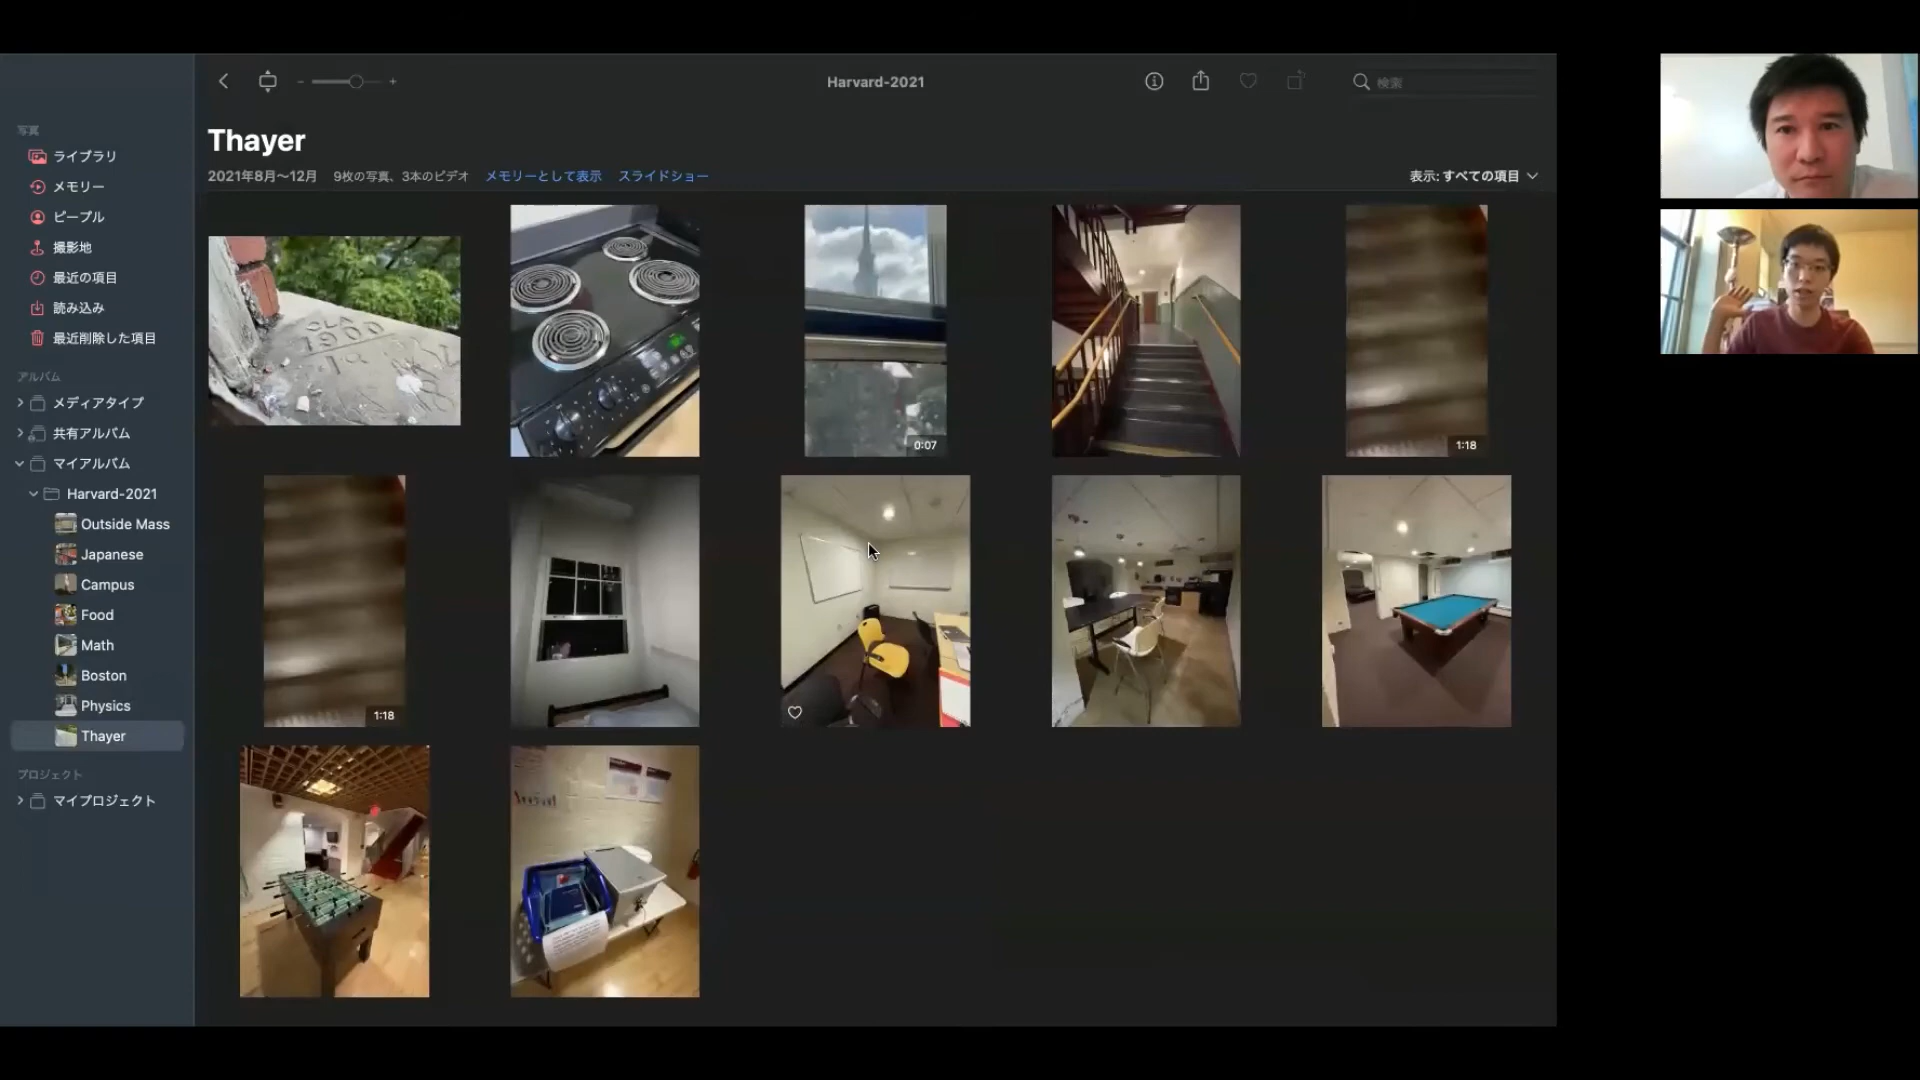 Harvard-2021
検索
Thayer
2021年8月〜12月 9枚の写真、3本のビデオ メモリーとして表示 スライドショー
表示: すべての項目
写真
ライブラリ
メモリー
ピープル
撮影地
最近の項目
読み込み
最近削除した項目
アルバム
メディアタイプ
共有アルバム
マイアルバム
Harvard-2021
Outside Mass
Japanese
Campus
Food
Math
Boston
Physics
Thayer
プロジェクト
マイプロジェクト
1900
0:07
1:18
1:18